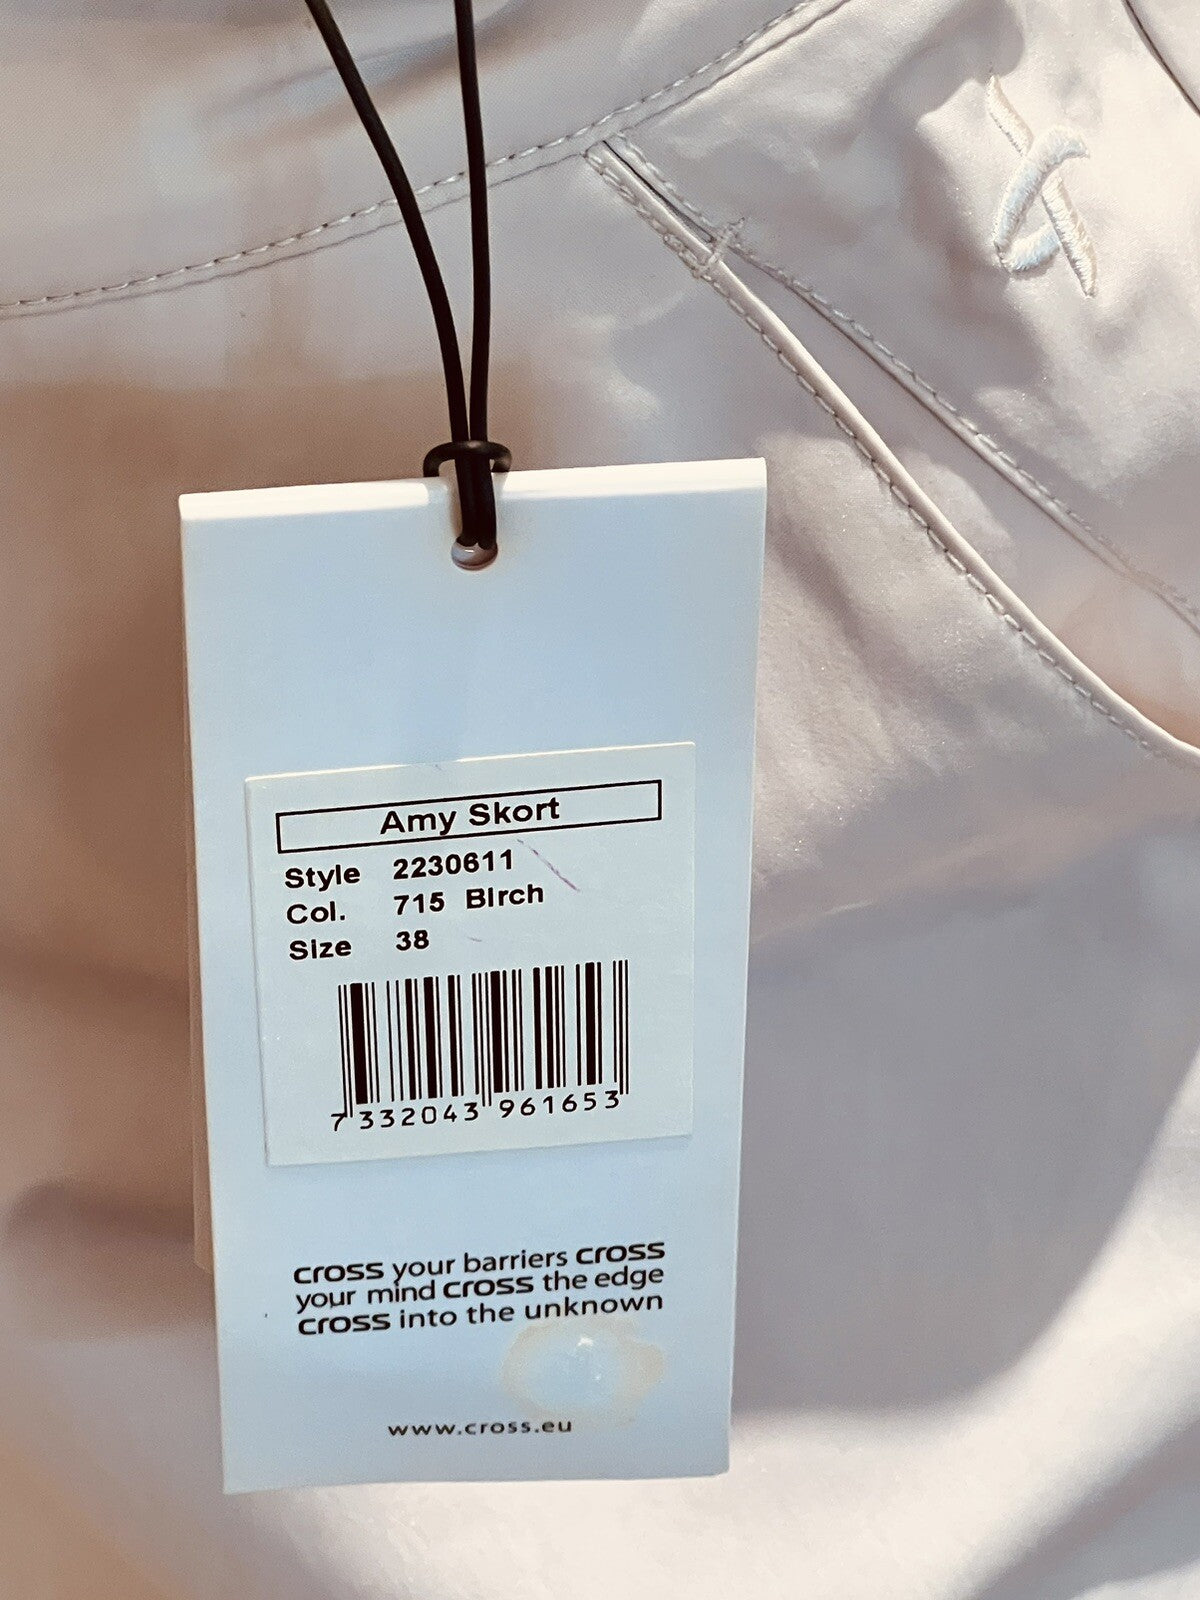 Amy Skort
Style 2230611
Col. 715 Birch
Size 38
7 332043 961653
cross your barriers cross
your mind cross the edge
cross into the unknown
www.cross.eu